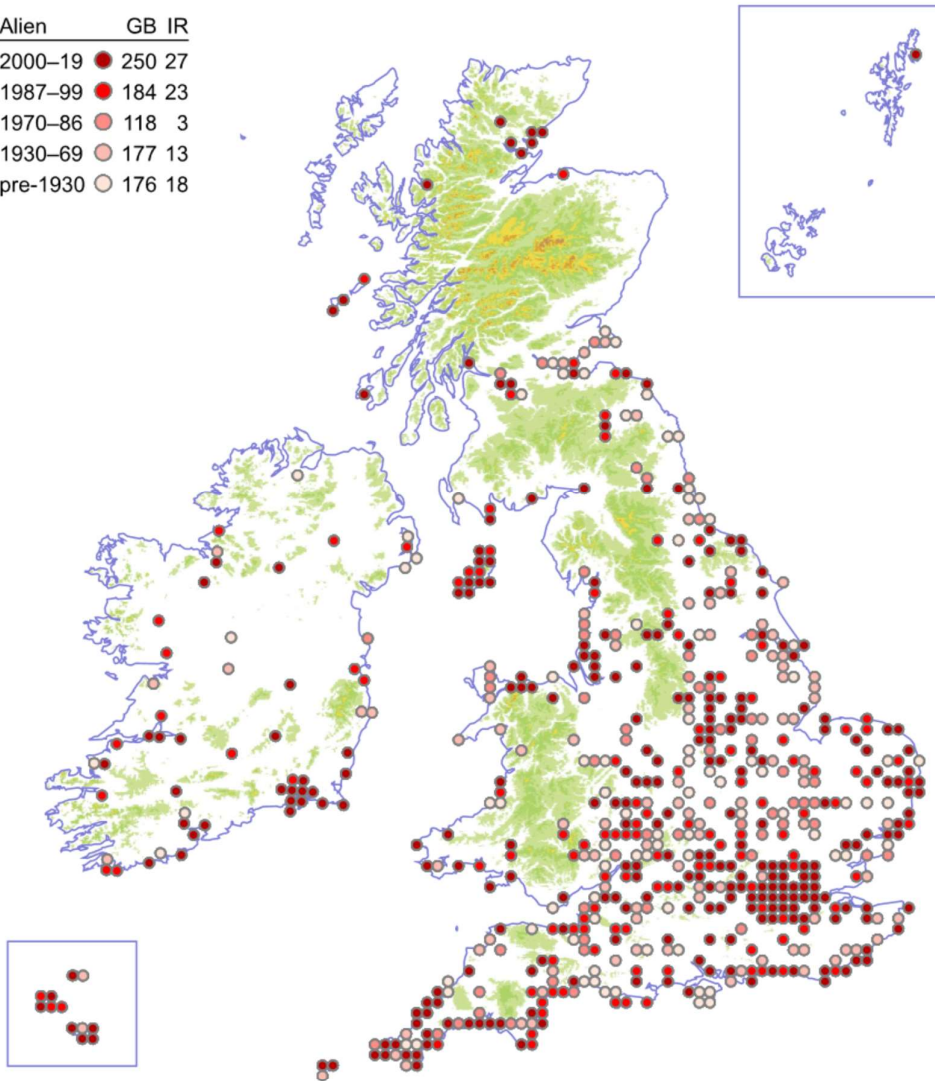 Alien GB IR
2000–19 250 27
1987–99 184 23
1970–86 118 3
1930–69 177 13
pre-1930 176 18